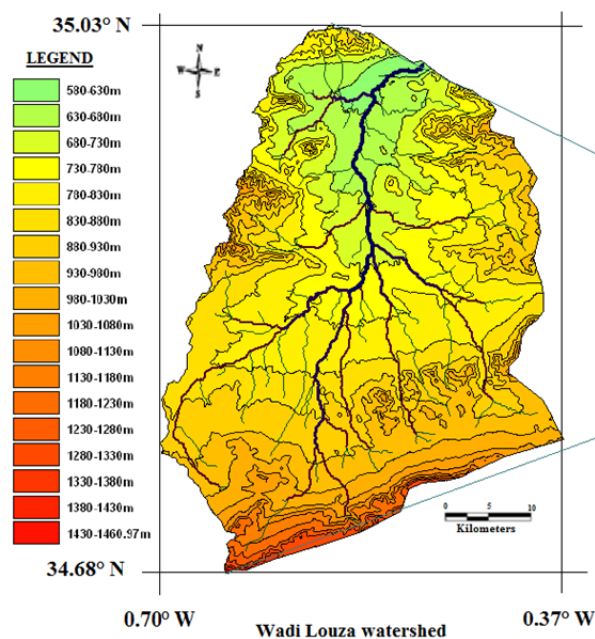 35.03° N
LEGEND
N
W E
S
580-630m
630-680m
680-730m
730-780m
780-830m
830-880m
880-930m
930-980m
980-1030m
1030-1080m
1080-1130m
1130-1180m
1180-1230m
1230-1280m
1280-1330m
1330-1380m
1380-1430m
1430-1460.97m
0 5 10
Kilometers
34.68° N
0.70° W
0.37° W
Wadi Louza watershed